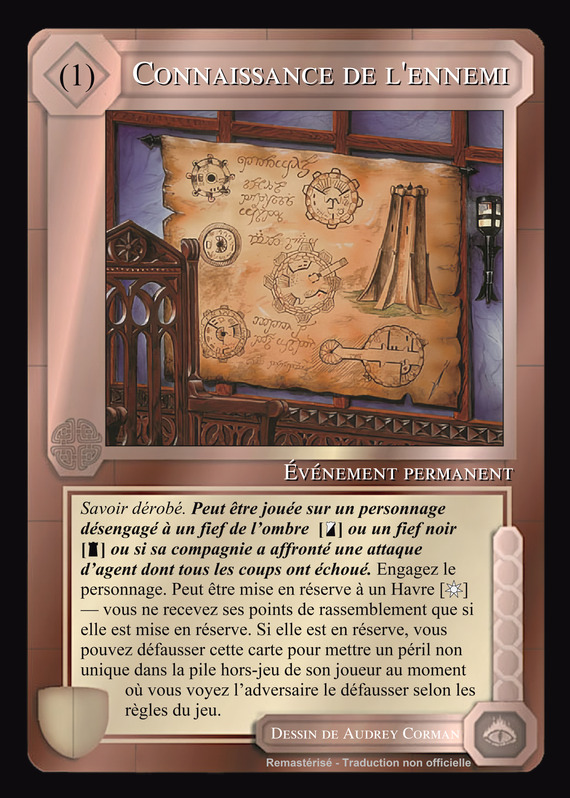 (1)
CONNAISSANCE DE L'ENNEMI
ÉVÉNEMENT PERMANENT
Savoir dérobé. Peut être jouée sur un personnage
désengagé à un fief de l'ombre [] ou un fief noir
[] ou si sa compagnie a affronté une attaque
d'agent dont tous les coups ont échoué. Engagez le
personnage. Peut être mise en réserve à un Havre []
— vous ne recevez ses points de rassemblement que si
elle est mise en réserve. Si elle est en réserve, vous
pouvez défausser cette carte pour mettre un péril non
unique dans la pile hors-jeu de son joueur au moment
où vous voyez l'adversaire le défausser selon les
règles du jeu.
DESSIN DE AUDREY CORMAN
Remastérisé - Traduction non officielle